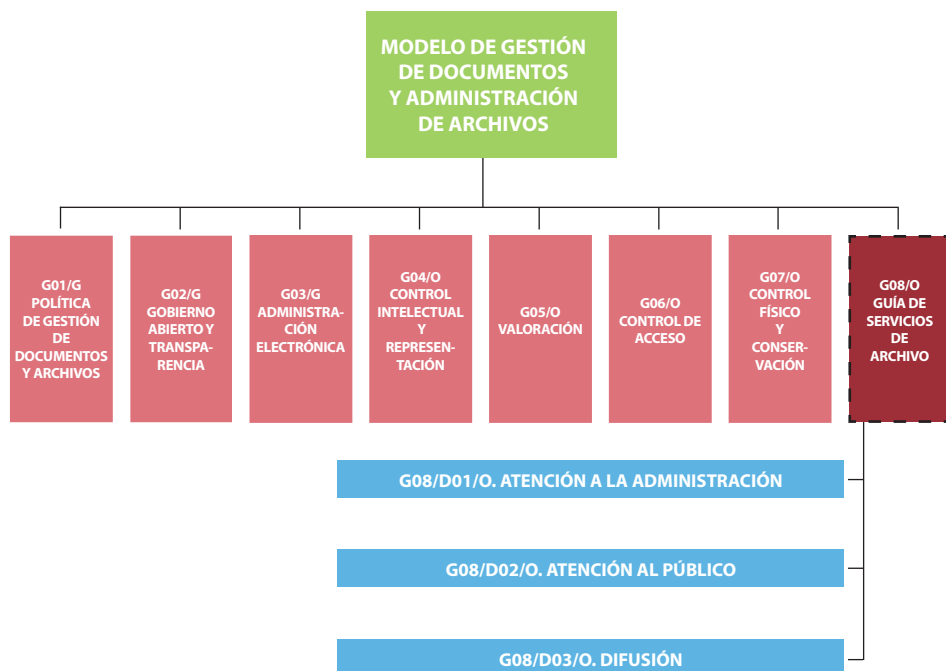 MODELO DE GESTIÓN
DE DOCUMENTOS
Y ADMINISTRACIÓN
DE ARCHIVOS
G01/G
POLÍTICA
DE GESTIÓN
DE
DOCUMENTOS
Y ARCHIVOS
G02/G
GOBIERNO
ABIERTO Y
TRANSPA-
RENCIA
G03/G
ADMINISTRA-
CIÓN
ELECTRÓNICA
G04/O
CONTROL
INTELECTUAL
Y
REPRESEN-
TACIÓN
G05/O
VALORACIÓN
G06/O
CONTROL DE
ACCESO
G07/O
CONTROL
FÍSICO
Y
CONSER-
VACIÓN
G08/O
GUÍA DE
SERVICIOS
DE
ARCHIVO
G08/D01/O. ATENCIÓN A LA ADMINISTRACIÓN
G08/D02/O. ATENCIÓN AL PÚBLICO
G08/D03/O. DIFUSIÓN